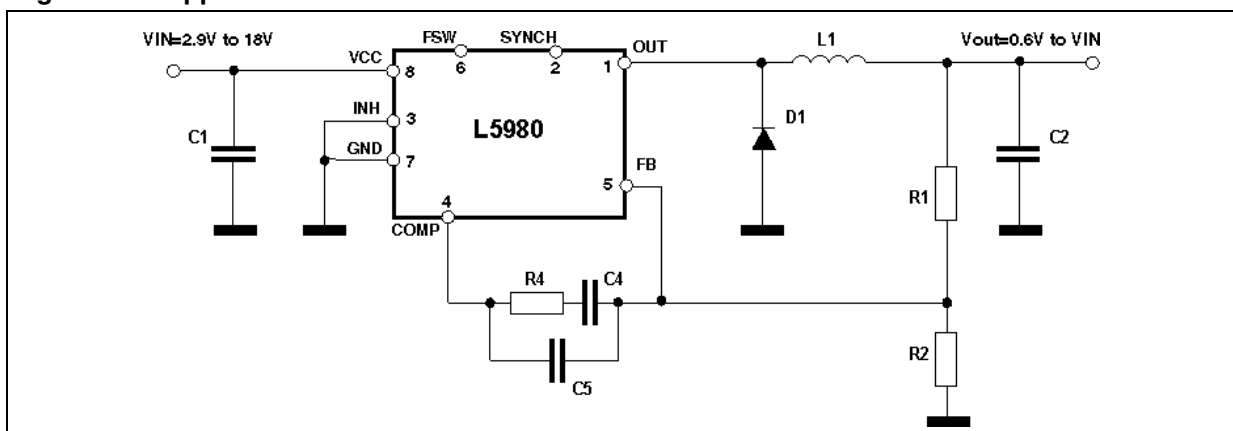 VIN=2.9V to 18V
VCC
FSW
SYNCH
OUT
L1
Vout=0.6V to VIN
8
6
2
1
INH
3
C1
L5980
D1
C2
GND
7
FB
5
R1
4
COMP
R4
C4
R2
C5